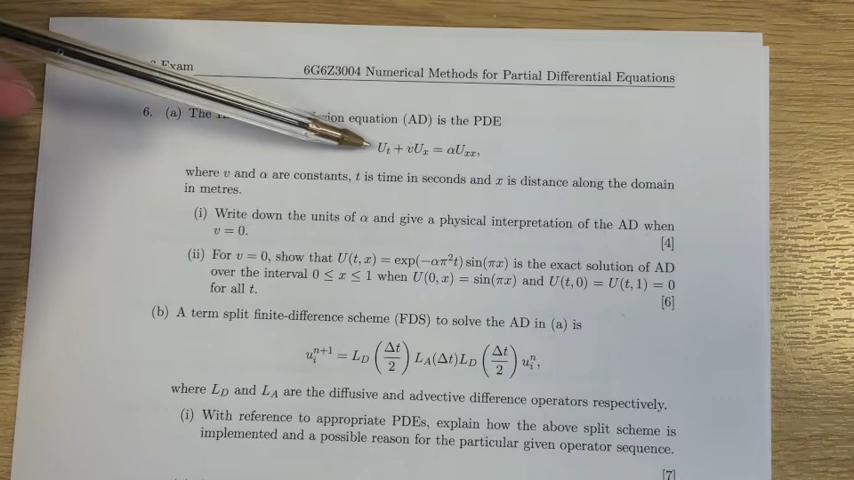 Exam 6G6Z3004 Numerical Methods for Partial Differential Equations
6. (a) The equation (AD) is the PDE
Uₜ + vUₓ = αUₓₓ,
where v and α are constants, t is time in seconds and x is distance along the domain
in metres.
(i) Write down the units of α and give a physical interpretation of the AD when
v = 0.
[4]
(ii) For v = 0, show that U(t, x) = exp(−απ²t) sin(πx) is the exact solution of AD
over the interval 0 ≤ x ≤ 1 when U(0, x) = sin(πx) and U(t, 0) = U(t, 1) = 0
for all t.
[6]
(b) A term split finite-difference scheme (FDS) to solve the AD in (a) is
uᵢⁿ⁺¹ = L_D (Δt/2) L_A(Δt)L_D (Δt/2) uᵢⁿ,
where L_D and L_A are the diffusive and advective difference operators respectively.
(i) With reference to appropriate PDEs, explain how the above split scheme is
implemented and a possible reason for the particular given operator sequence.
[7]